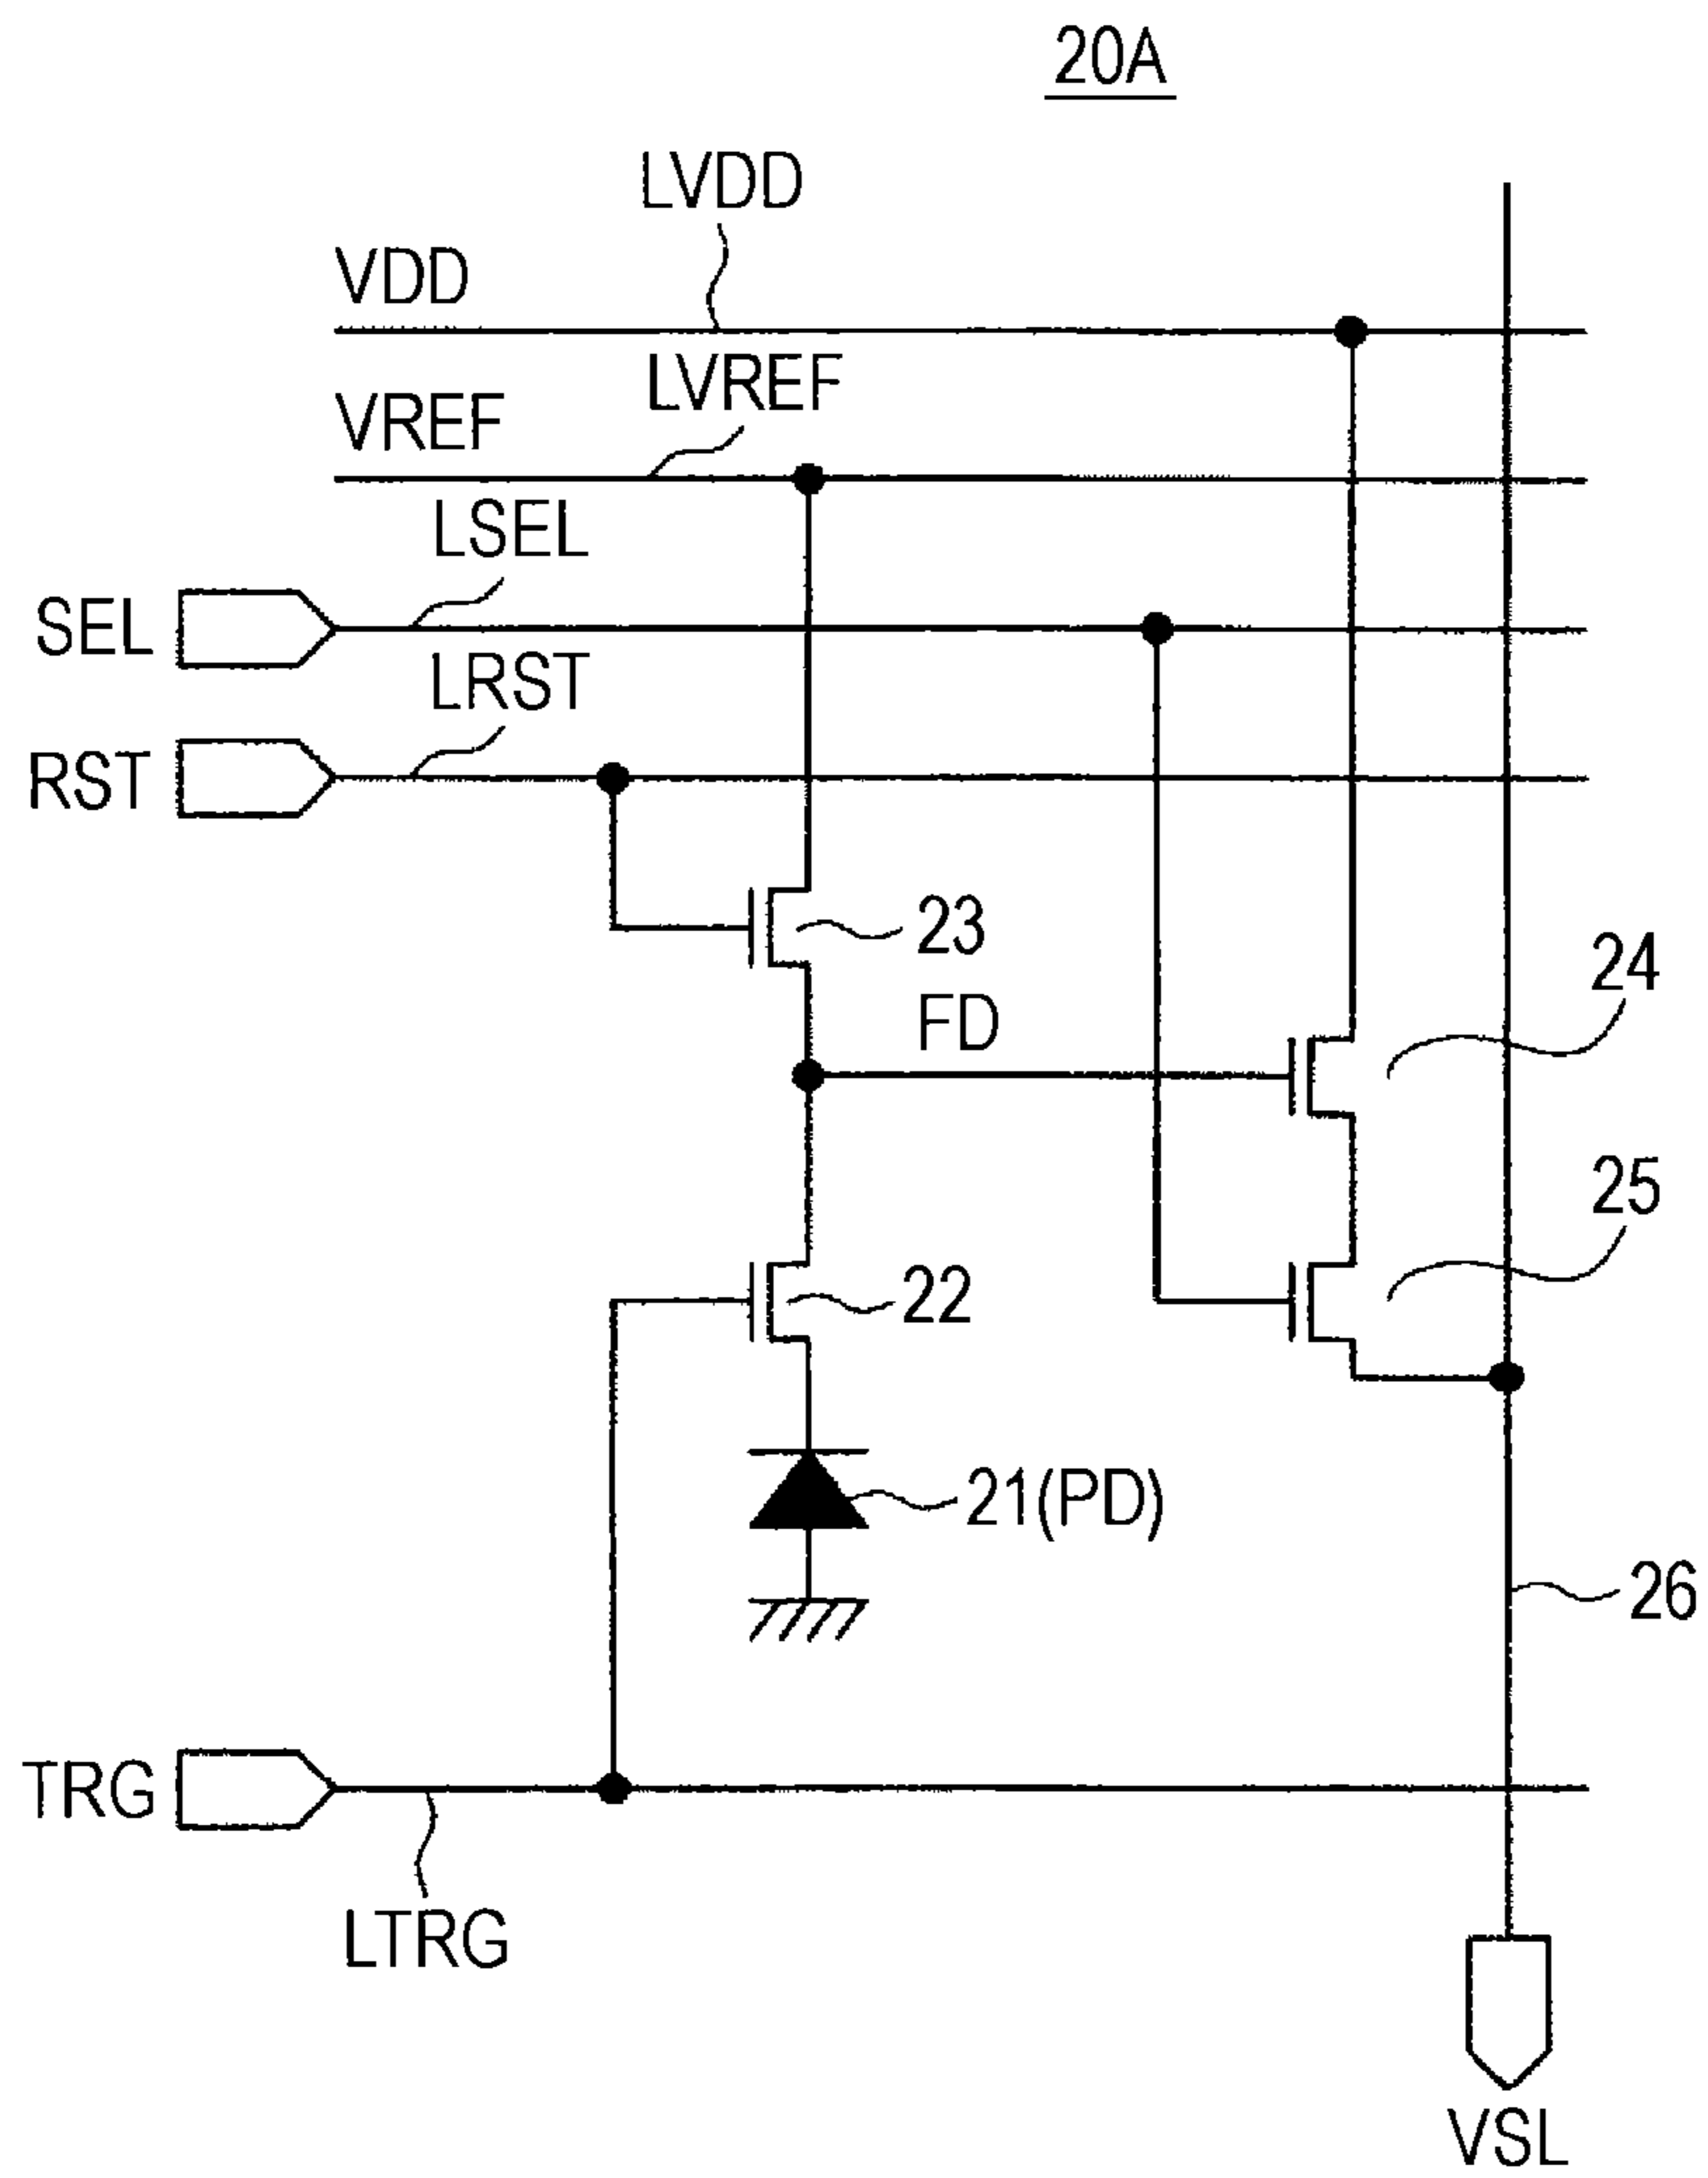 20A
LVDD
VDD
LVREF
VREF
LSEL
SEL
LRST
RST
23
24
FD
25
22
21(PD)
26
TRG
LTRG
VSL